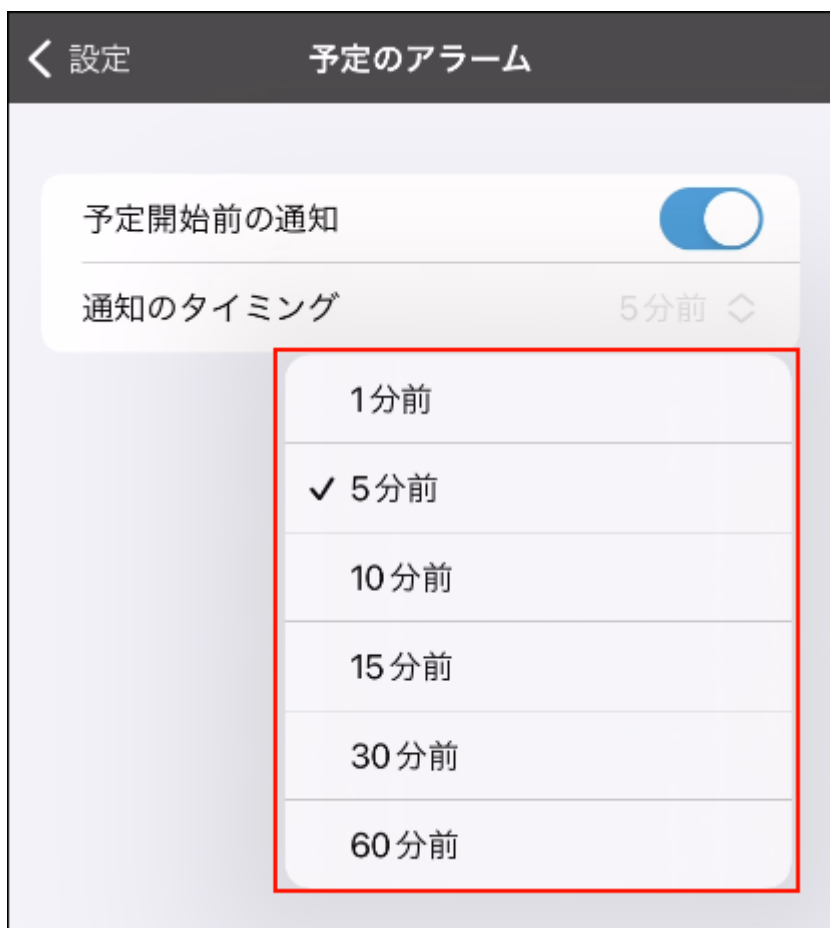 設定 予定のアラーム
予定開始前の通知
通知のタイミング 5分前
1分前
5分前
10分前
15分前
30分前
60分前